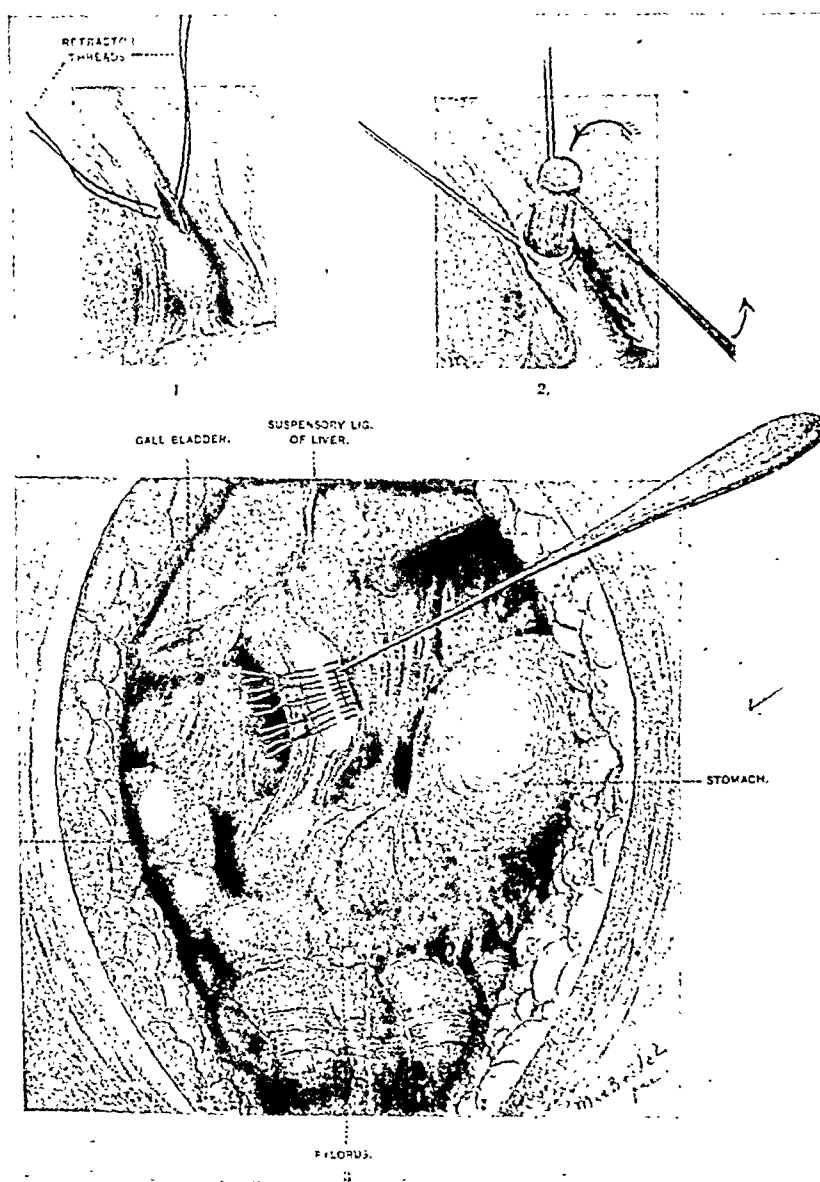 RETRACTOR
THREADS
1
2.
GALL BLADDER.
SUSPENSORY LIG.
OF LIVER.
STOMACH.
PYLORUS.
3